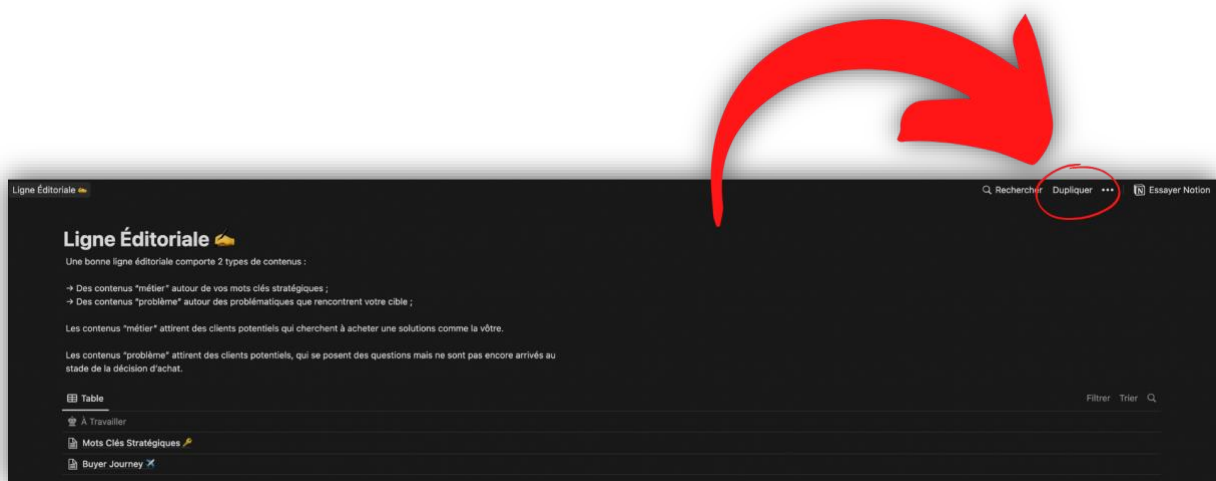 Ligne Éditoriale ✍️
Rechercher Dupliquer ••• Essayer Notion
Ligne Éditoriale ✍️
Une bonne ligne éditoriale comporte 2 types de contenus :
→ Des contenus "métier" autour de vos mots clés stratégiques ;
→ Des contenus "problème" autour des problématiques que rencontrent votre cible ;
Les contenus "métier" attirent des clients potentiels qui cherchent à acheter une solutions comme la vôtre.
Les contenus "problème" attirent des clients potentiels, qui se posent des questions mais ne sont pas encore arrivés au
stade de la décision d'achat.
Table
Filtrer Trier
À Travailler
Mots Clés Stratégiques 🔑
Buyer Journey ✈️